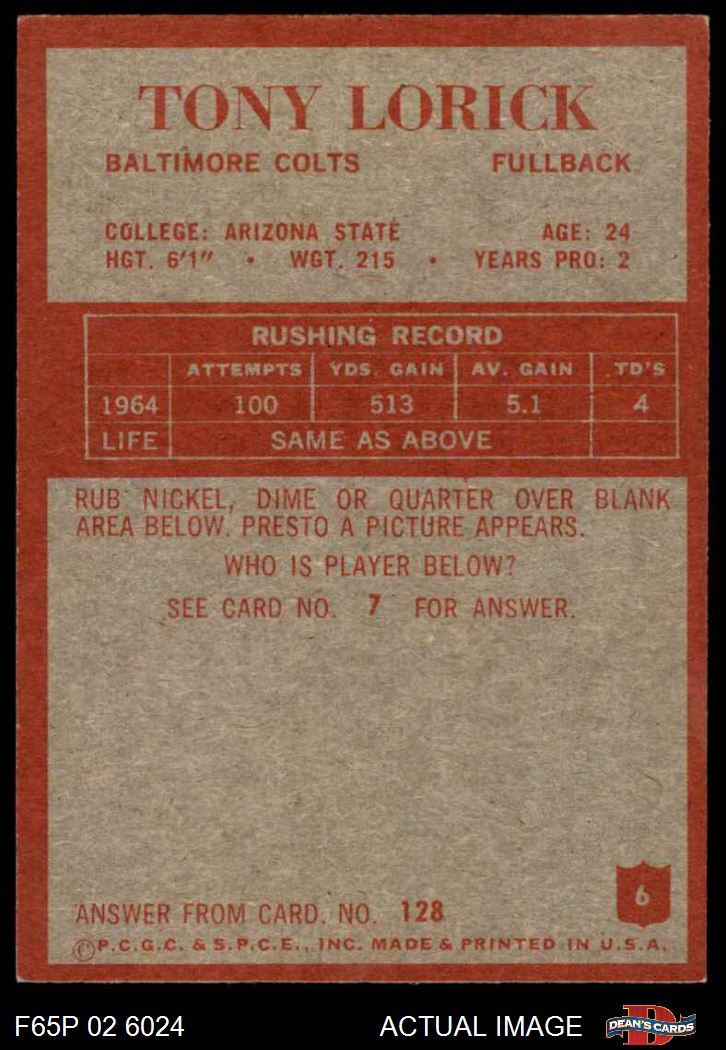 TONY LORICK
BALTIMORE COLTS FULLBACK
COLLEGE: ARIZONA STATE AGE: 24
HGT. 6'1" • WGT. 215 • YEARS PRO: 2
RUSHING RECORD
ATTEMPTS YDS. GAIN AV. GAIN TD'S
1964 100 513 5.1 4
LIFE SAME AS ABOVE
RUB NICKEL, DIME OR QUARTER OVER BLANK
AREA BELOW. PRESTO A PICTURE APPEARS.
WHO IS PLAYER BELOW?
SEE CARD NO. 7 FOR ANSWER.
6
ANSWER FROM CARD. NO. 128
©P.C.G.C. & S.P.C.E., INC. MADE & PRINTED IN U.S.A.
F65P 02 6024 ACTUAL IMAGE D DEAN'S CARDS